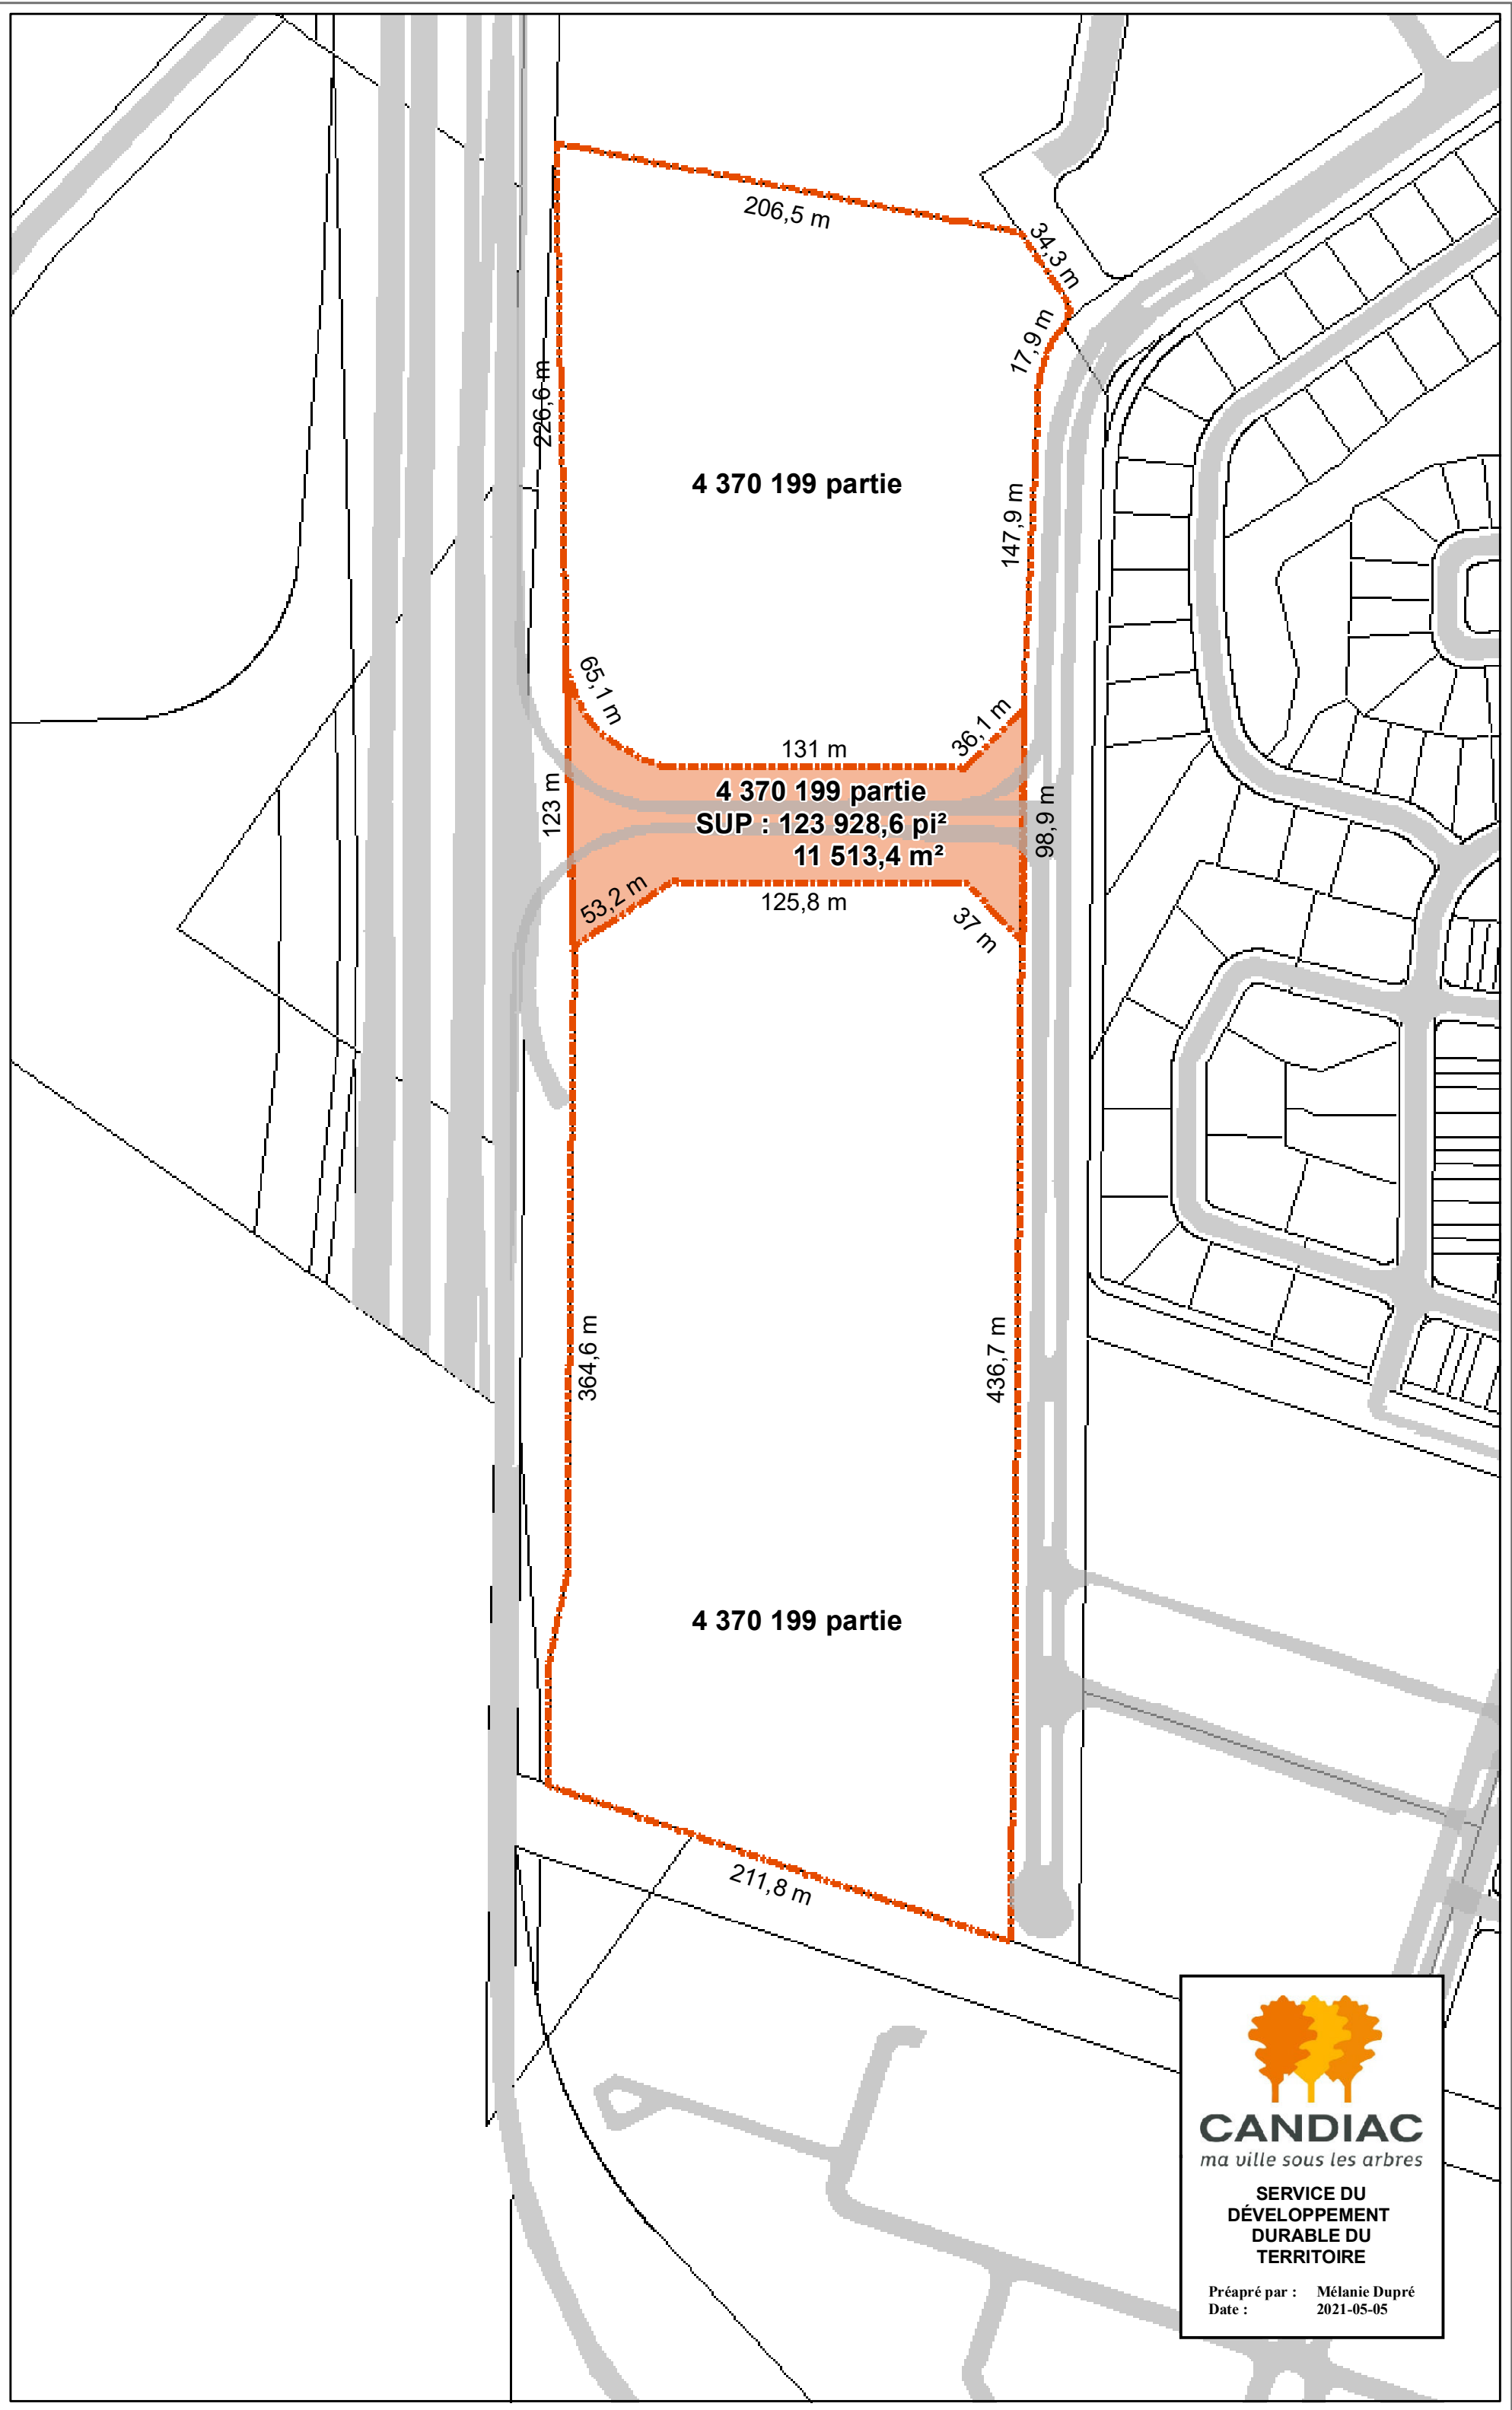 206,5 m
34,3 m
17,9 m
226,6 m
4 370 199 partie
147,9 m
65,1 m
36,1 m
131 m
123 m
4 370 199 partie
SUP : 123 928,6 pi²
11 513,4 m²
98,9 m
53,2 m
125,8 m
37 m
364,6 m
436,7 m
4 370 199 partie
211,8 m
CANDIAC
ma ville sous les arbres
SERVICE DU
DÉVELOPPEMENT
DURABLE DU
TERRITOIRE
Préapré par : Mélanie Dupré
Date : 2021-05-05